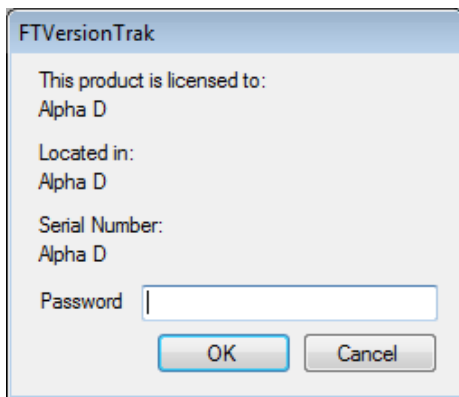 FTVersionTrak
This product is licensed to:
Alpha D
Located in:
Alpha D
Serial Number:
Alpha D
Password
OK Cancel